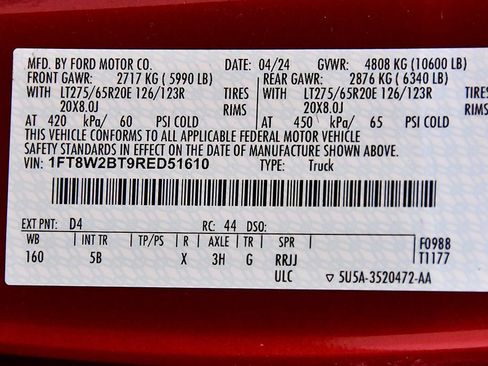 MFD. BY FORD MOTOR CO. DATE: 04/24 GVWR: 4808 KG (10600 LB)
FRONT GAWR: 2717 KG (5990 LB) REAR GAWR: 2876 KG (6340 LB)
WITH LT275/65R20E 126/123R TIRES WITH LT275/65R20E 126/123R TIRES
20X8.0J RIMS 20X8.0J RIMS
AT 420 kPa/ 60 PSI COLD AT 450 kPa/ 65 PSI COLD
THIS VEHICLE CONFORMS TO ALL APPLICABLE FEDERAL MOTOR VEHICLE
SAFETY STANDARDS IN EFFECT ON THE DATE OF MANUFACTURE SHOWN ABOVE.
VIN: 1FT8W2BT9RED51610 TYPE: Truck
EXT PNT: D4 RC: 44 DSO:
WB INT TR TP/PS R AXLE TR SPR F0988
160 5B X 3H G RRJJ T1177
ULC ▽ 5U5A-3520472-AA